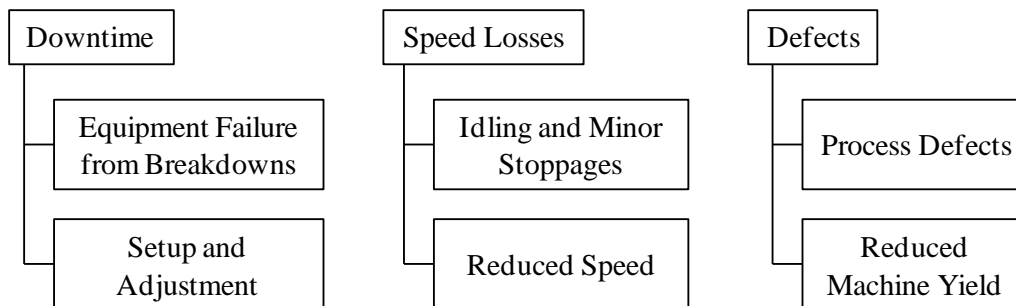 Downtime
Equipment Failure
from Breakdowns
Setup and
Adjustment
Speed Losses
Idling and Minor
Stoppages
Reduced Speed
Defects
Process Defects
Reduced
Machine Yield